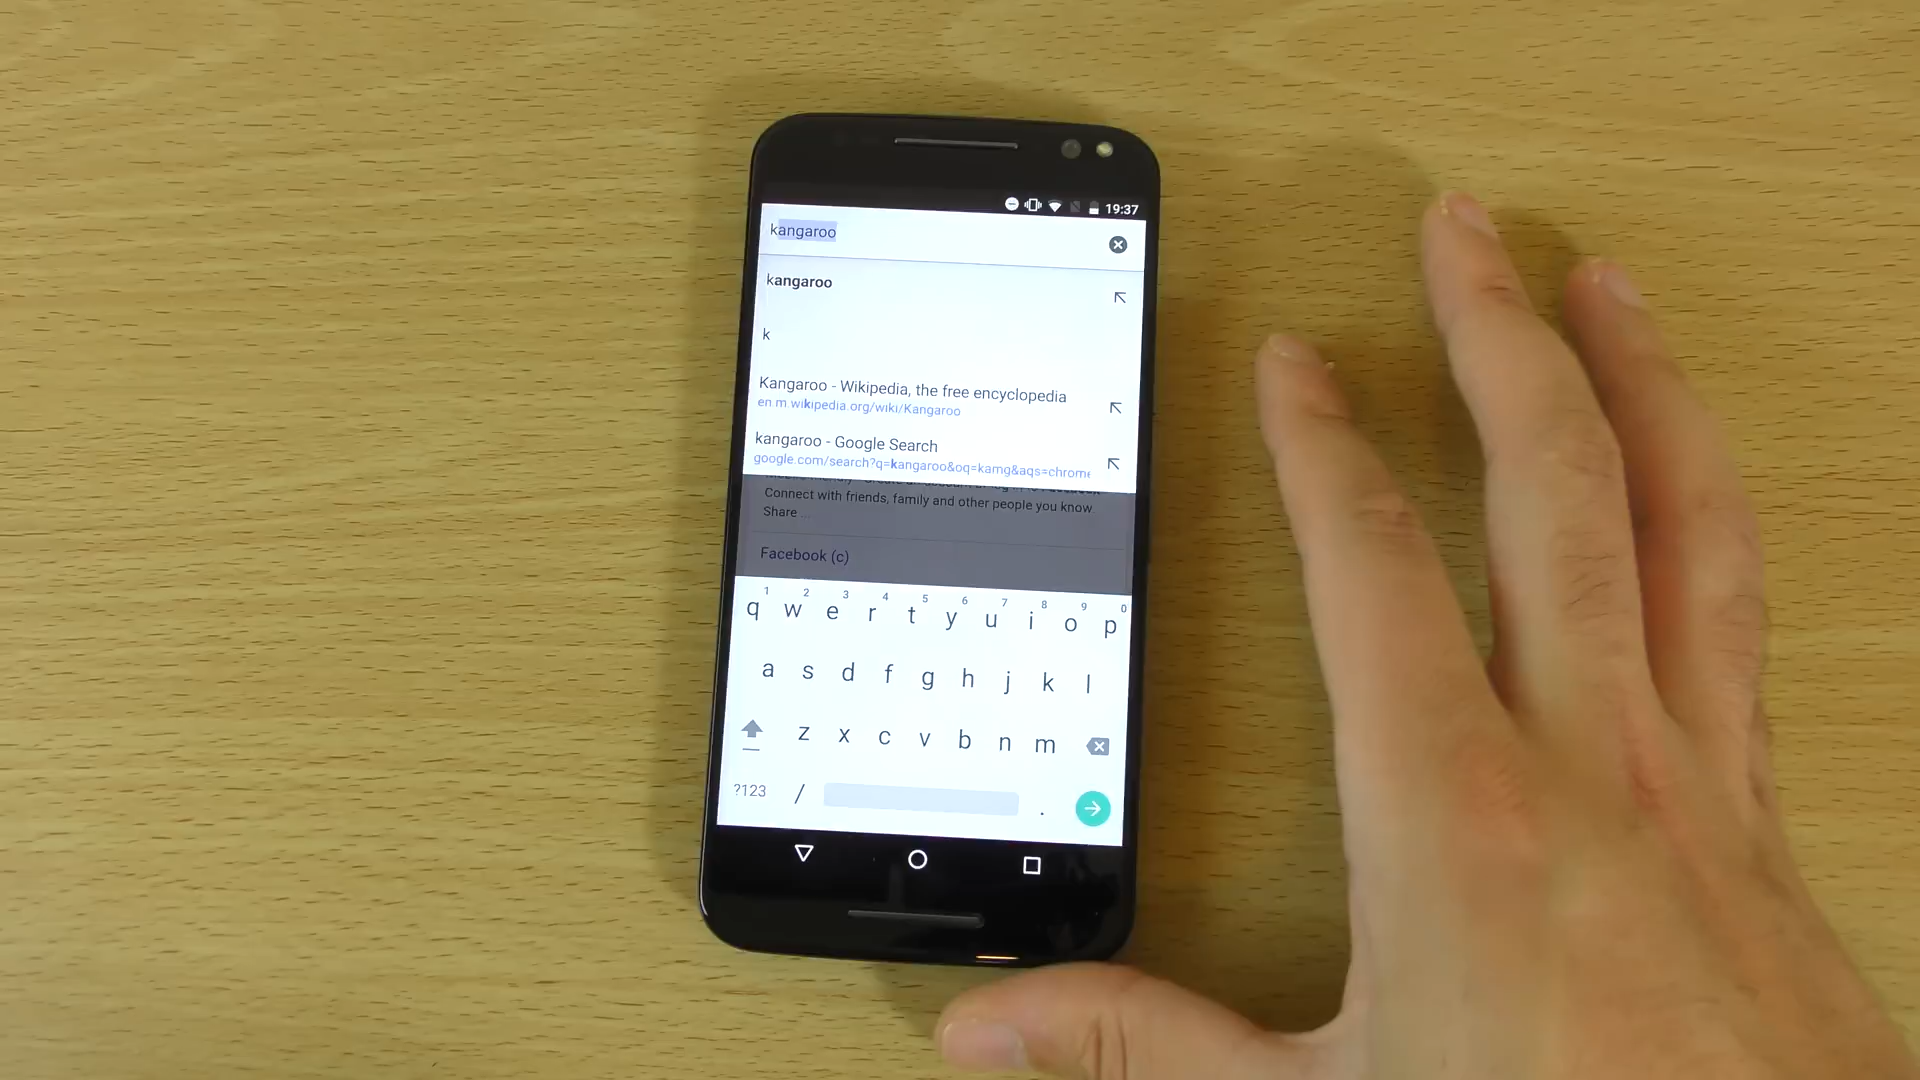 19:37
kangaroo
kangaroo
k
Kangaroo - Wikipedia, the free encyclopedia
en.m.wikipedia.org/wiki/Kangaroo
kangaroo - Google Search
google.com/search?q=kangaroo&oq=kamg&aqs=chrome
Connect with friends, family and other people you know.
Share ...
Facebook (c)
1 2 3 4 5 6 7 8 9 0
q w e r t y u i o p
a s d f g h j k l
z x c v b n m
?123 / .